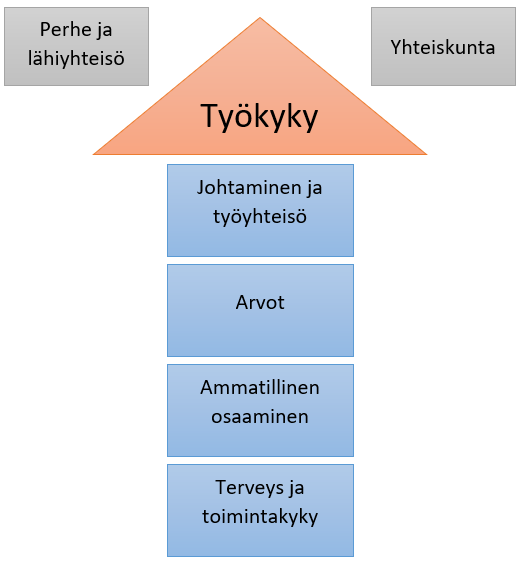 Perhe ja
lähiyhteisö
Yhteiskunta
Työkyky
Johtaminen ja
työyhteisö
Arvot
Ammatillinen
osaaminen
Terveys ja
toimintakyky